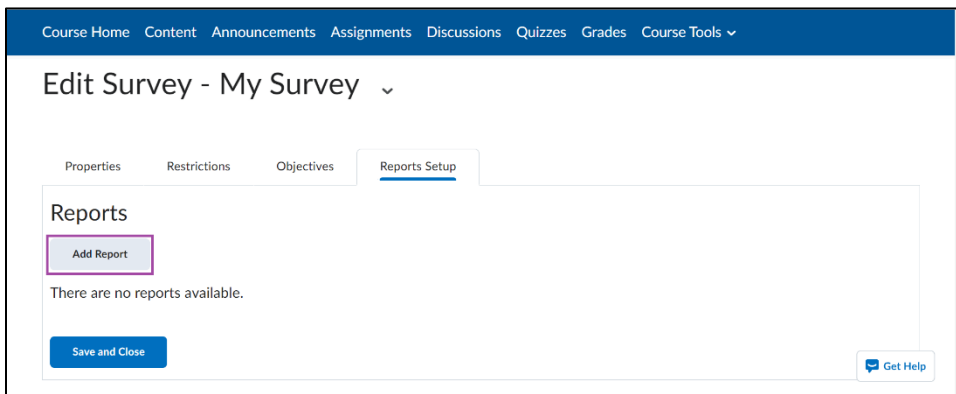 Course Home Content Announcements Assignments Discussions Quizzes Grades Course Tools
Edit Survey - My Survey
Properties Restrictions Objectives Reports Setup
Reports
Add Report
There are no reports available.
Save and Close
Get Help